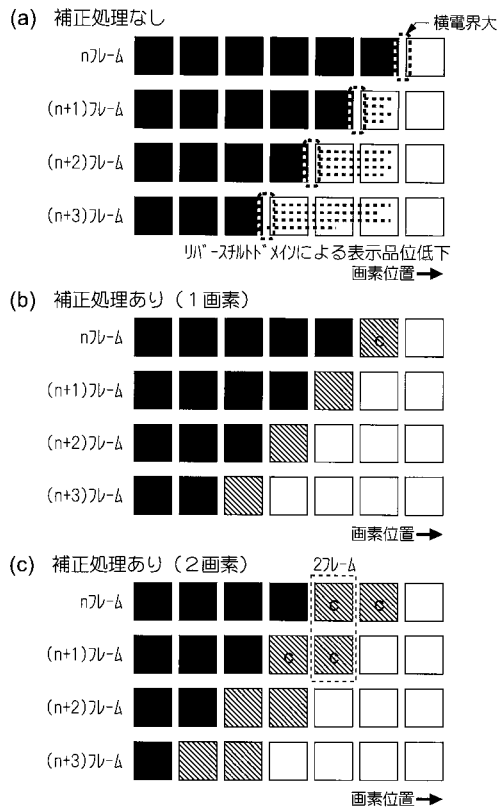 (a) 補正処理なし
横電界大
nフレーム
(n+1)フレーム
(n+2)フレーム
(n+3)フレーム
リバースチルトドメインによる表示品位低下
画素位置→
(b) 補正処理あり(1画素)
nフレーム
c
(n+1)フレーム
(n+2)フレーム
(n+3)フレーム
画素位置→
(c) 補正処理あり(2画素)
2フレーム
nフレーム
c c
(n+1)フレーム
c c
(n+2)フレーム
(n+3)フレーム
画素位置→